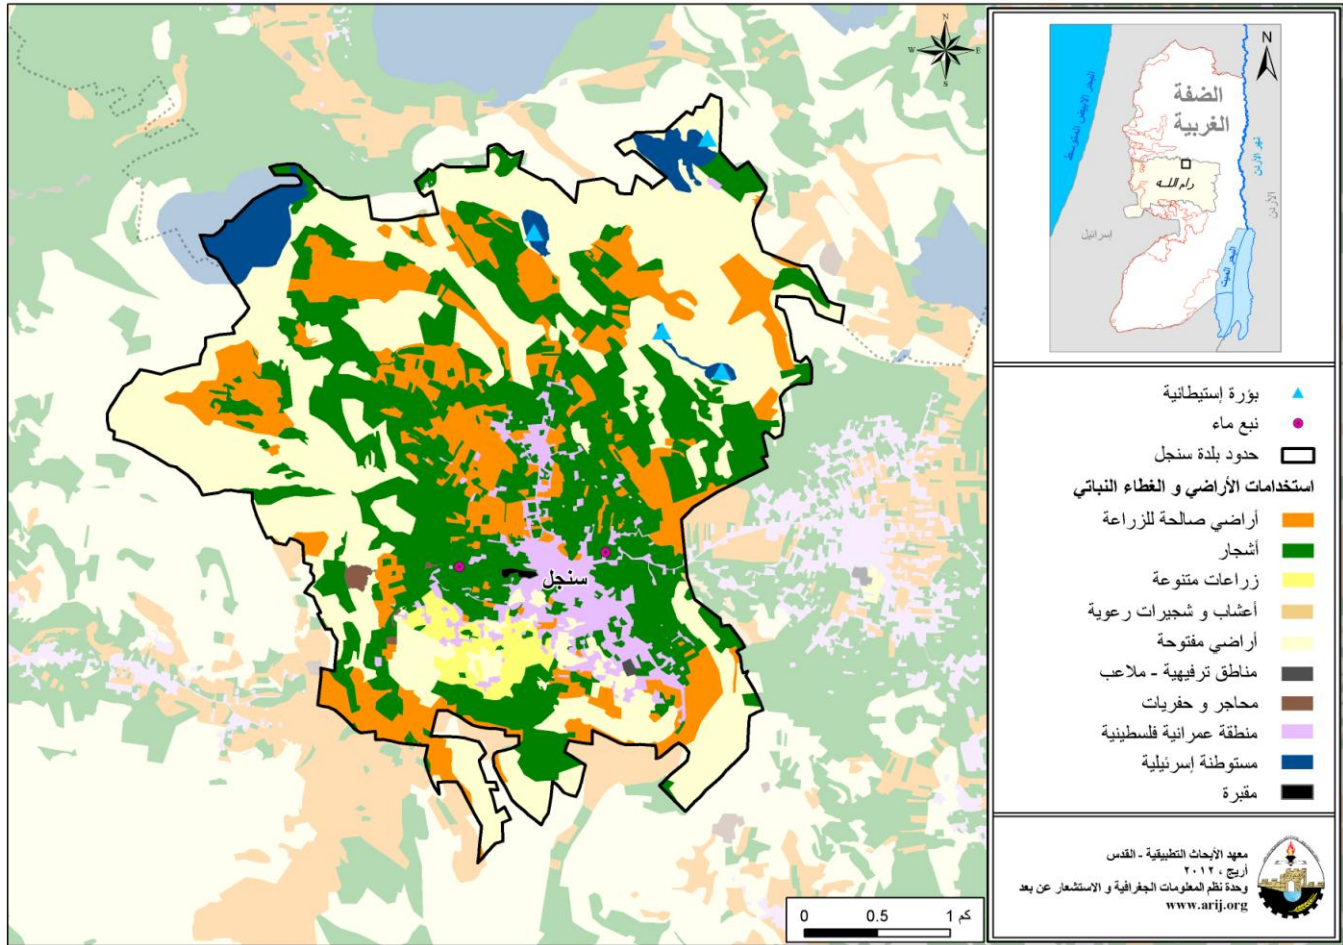 N
W
E
S
سنجل
0
0.5
1 كم
N
الضفة
الغربية
البحر الابيض المتوسط
نهر الأردن
رام اللـه
الأردن
إسرائيل
البحر الميت
بؤرة إستيطانية
نبع ماء
حدود بلدة سنجل
استخدامات الأراضي و الغطاء النباتي
أراضي صالحة للزراعة
أشجار
زراعات متنوعة
أعشاب و شجيرات رعوية
أراضي مفتوحة
مناطق ترفيهية - ملاعب
محاجر و حفريات
منطقة عمرانية فلسطينية
مستوطنة إسرئيلية
مقبرة
معهد الأبحاث التطبيقية - القدس
أريج ، ٢٠١٢
وحدة نظم المعلومات الجغرافية و الاستشعار عن بعد
www.arij.org